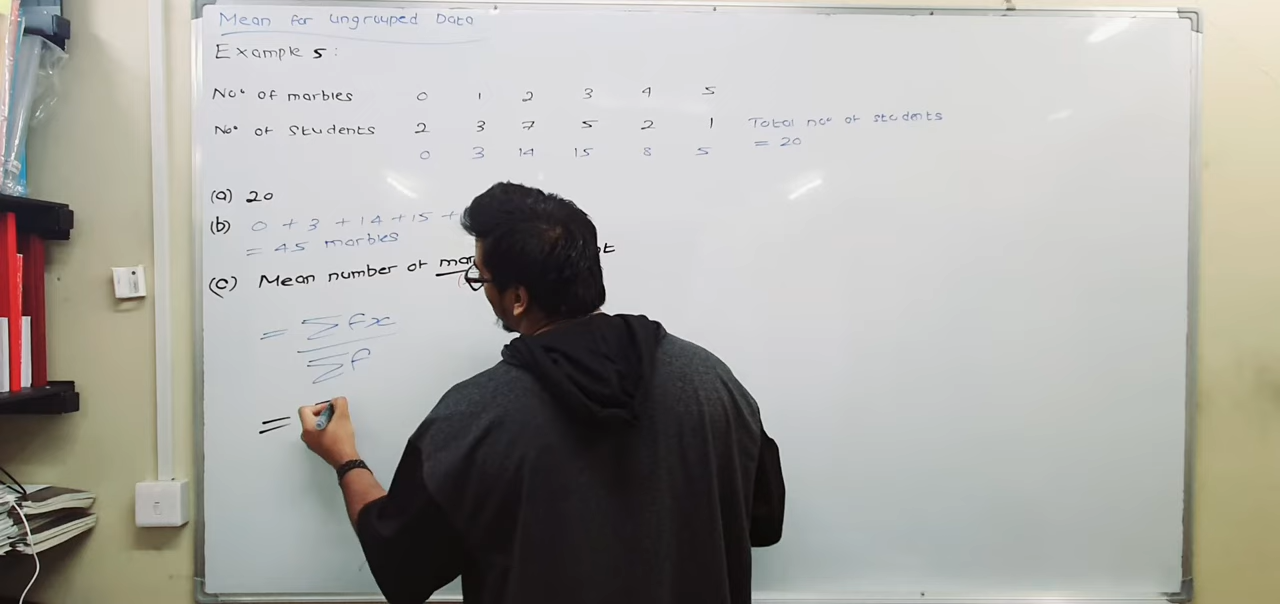 Mean for Ungrouped Data
Example 5:
No. of marbles 0 1 2 3 4 5
No. of Students 2 3 7 5 2 1 Total no. of students
0 3 14 15 8 5 = 20
(a) 20
(b) 0 + 3 + 14 + 15 +
= 45 marbles
(c) Mean number of
= Σfx
Σf
=